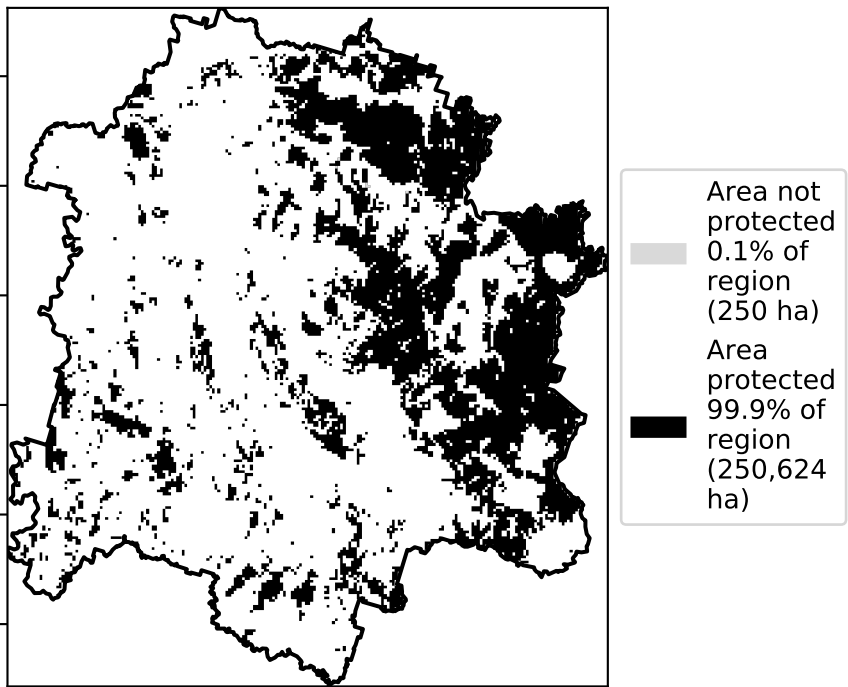 Area not
protected
0.1% of
region
(250 ha)
Area
protected
99.9% of
region
(250,624
ha)